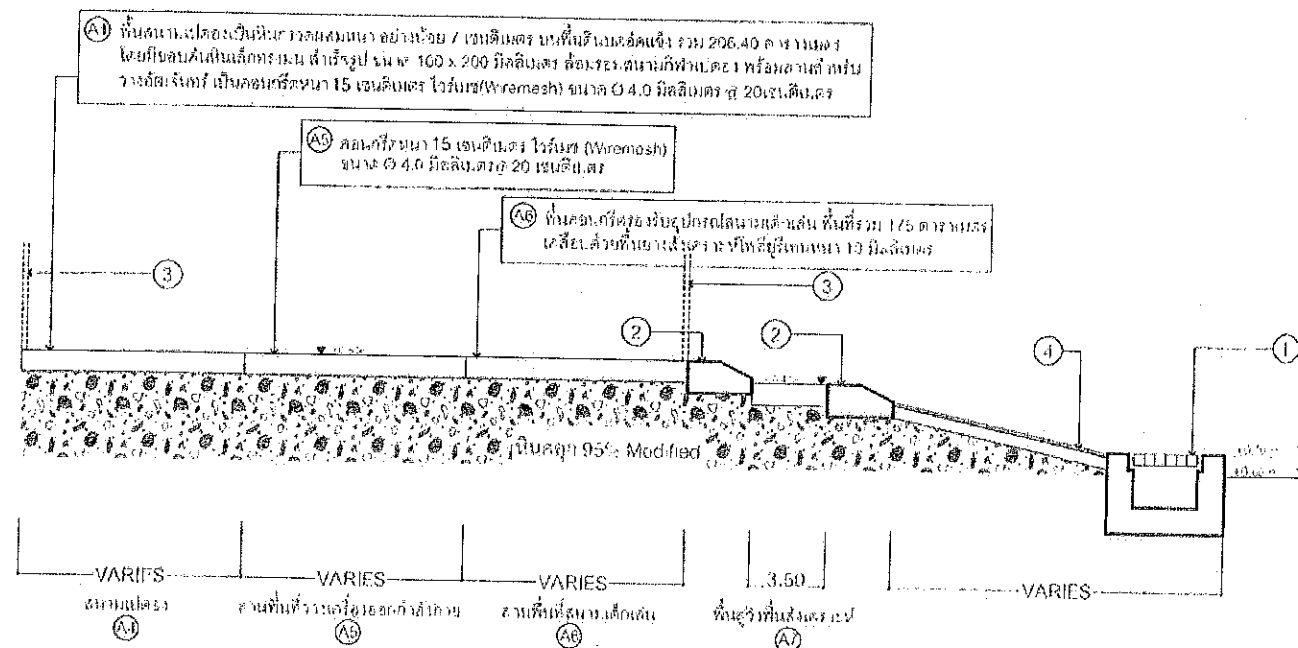 A4 พื้นสนามเปตองเป็นหินกรวดผสมหนา อย่างน้อย 7 เซนติเมตร บนพื้นดินบดอัดแข็ง รวม 206.40 ตารางเมตร
โดยมีขอบคันหินเล็กทรงมน สำเร็จรูป ขนาด 100 x 200 มิลลิเมตร ล้อมรอบสนามกีฬาเปตอง พร้อมลานสำหรับ
วางอัฒจันทร์ เป็นคอนกรีตหนา 15 เซนติเมตร ไวร์เมช(Wiremesh) ขนาด Ø 4.0 มิลลิเมตร @ 20เซนติเมตร
A5 คอนกรีตหนา 15 เซนติเมตร ไวร์เมช (Wiremesh)
ขนาด Ø 4.0 มิลลิเมตร@ 20 เซนติเมตร
A6 พื้นคอนกรีตรองรับอุปกรณ์สนามเด็กเล่น พื้นที่รวม 175 ตารางเมตร
เคลือบด้วยพื้นยางสังเคราะห์โพลียูรีเทนหนา 10 มิลลิเมตร
3
3
2
2
4
1
ดินถมลูก 95% Modified
VARIES
VARIES
VARIES
3.50
VARIES
สนามเปตอง
ลานพื้นที่วางเครื่องออกกำลังกาย
ลานพื้นที่สนามเด็กเล่น
พื้นลู่วิ่งพื้นสังเคราะห์
A4
A5
A6
A7